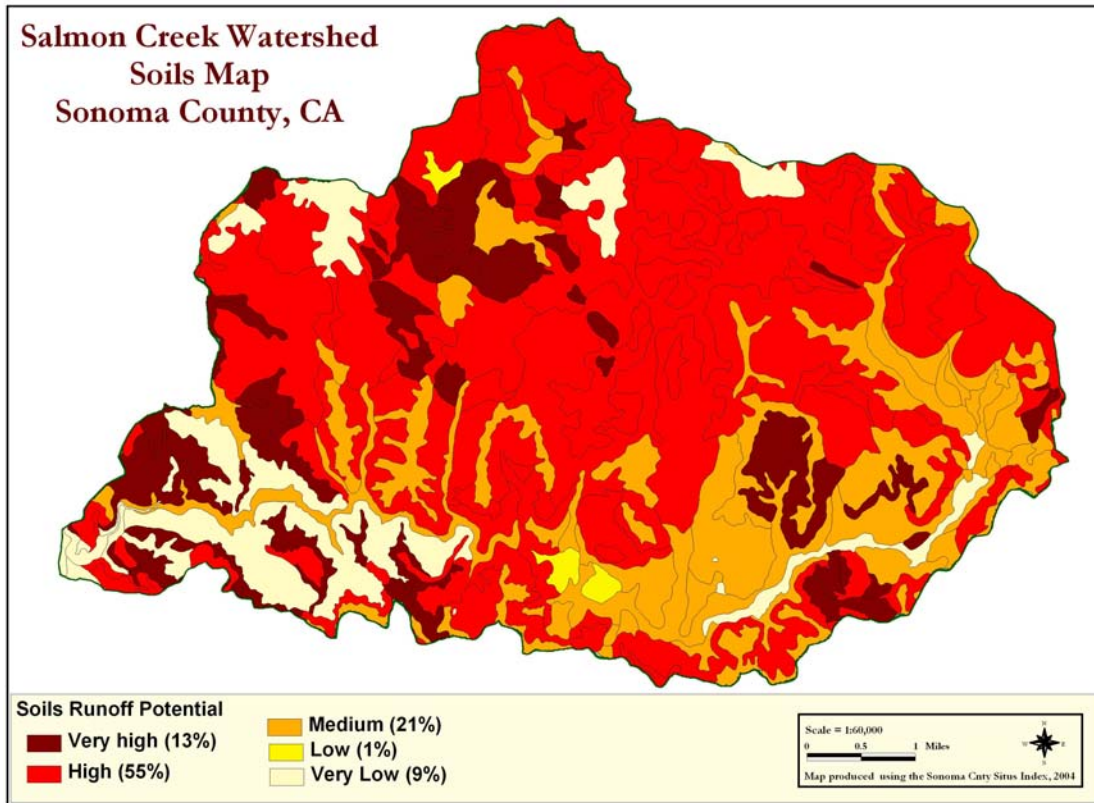 Salmon Creek Watershed
Soils Map
Sonoma County, CA
Soils Runoff Potential
Very high (13%)
High (55%)
Medium (21%)
Low (1%)
Very Low (9%)
Scale = 1:60,000
0 0.5 1 Miles
N
W E
S
Map produced using the Sonoma Cnty Situs Index, 2004